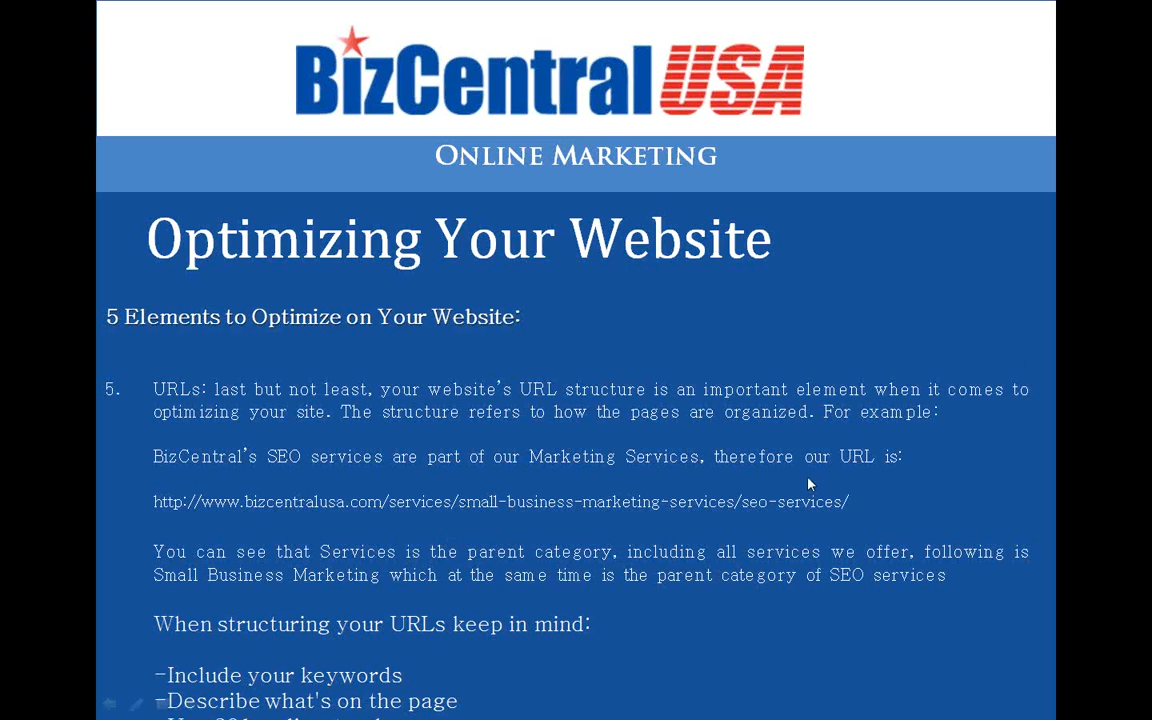 BizCentral USA
Online Marketing
Optimizing Your Website
5 Elements to Optimize on Your Website:
5. URLs: last but not least, your website's URL structure is an important element when it comes to
optimizing your site. The structure refers to how the pages are organized. For example:
BizCentral's SEO services are part of our Marketing Services, therefore our URL is:
http://www.bizcentralusa.com/services/small-business-marketing-services/seo-services/
You can see that Services is the parent category, including all services we offer, following is
Small Business Marketing which at the same time is the parent category of SEO services
When structuring your URLs keep in mind:
-Include your keywords
-Describe what's on the page